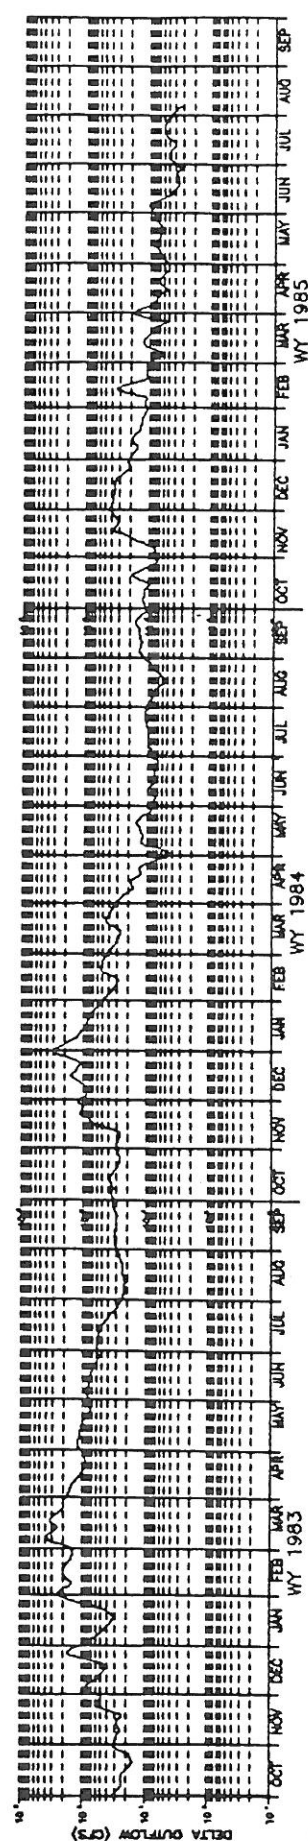 DELTA OUTFLOW (CFS)
OCT NOV DEC JAN FEB MAR APR MAY JUN JUL AUG SEP OCT NOV DEC JAN FEB MAR APR MAY JUN JUL AUG SEP OCT NOV DEC JAN FEB MAR APR MAY JUN JUL AUG SEP
WY 1983 WY 1984 WY 1985